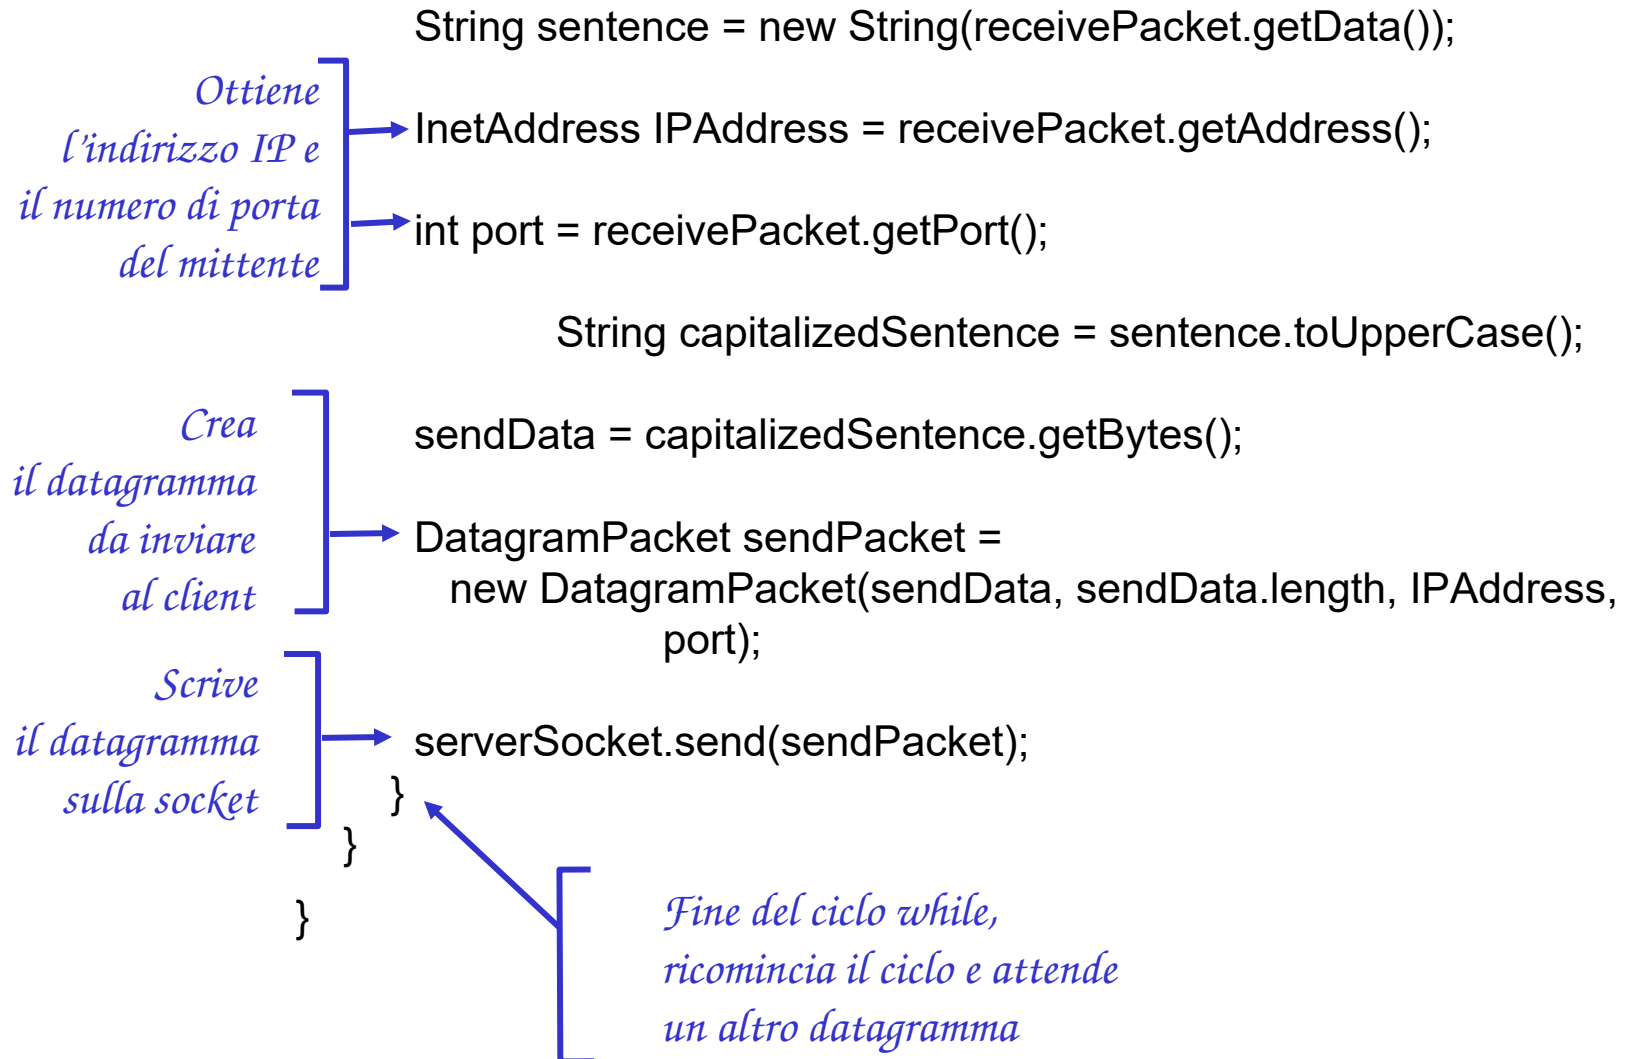 String sentence = new String(receivePacket.getData());
Ottiene
l'indirizzo IP e
il numero di porta
del mittente
InetAddress IPAddress = receivePacket.getAddress();
int port = receivePacket.getPort();
String capitalizedSentence = sentence.toUpperCase();
Crea
il datagramma
da inviare
al client
sendData = capitalizedSentence.getBytes();
DatagramPacket sendPacket =
new DatagramPacket(sendData, sendData.length, IPAddress,
port);
Scrive
il datagramma
sulla socket
serverSocket.send(sendPacket);
}
}
}
Fine del ciclo while,
ricomincia il ciclo e attende
un altro datagramma